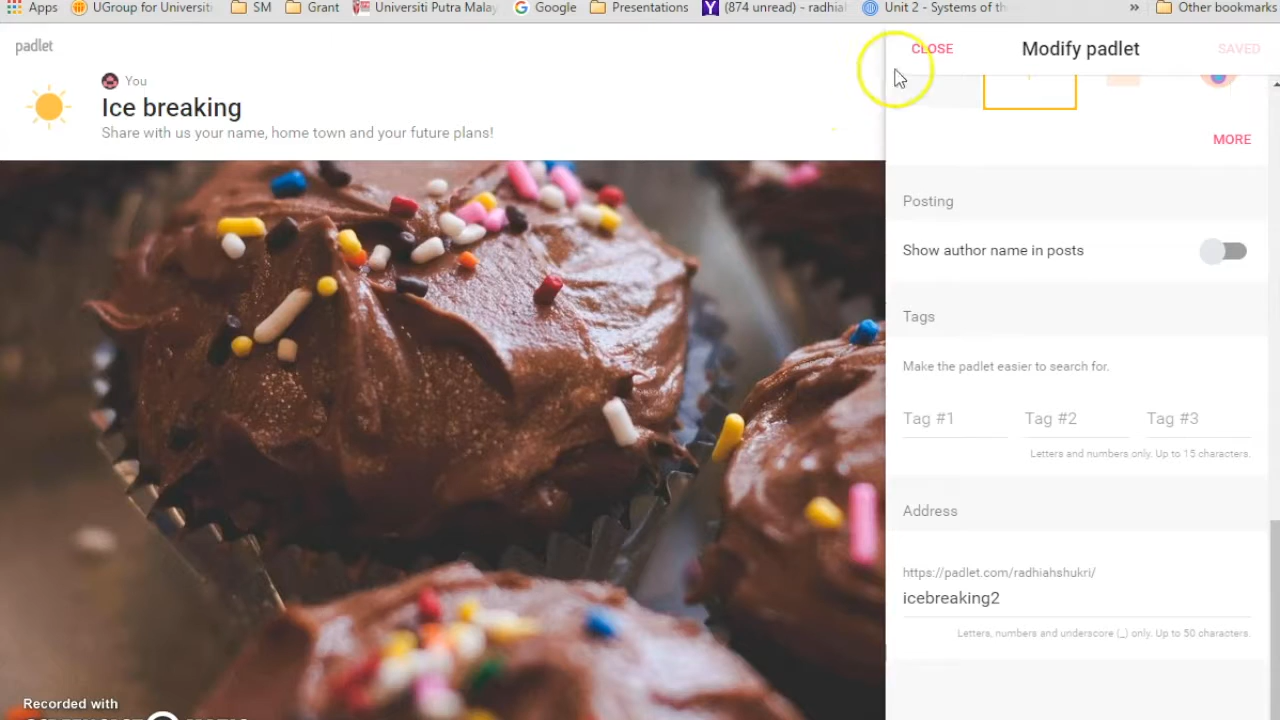 Apps
UGroup for Universiti
SM
Grant
Universiti Putra Malay
Google
Presentations
(874 unread) - radhia
Unit 2 - Systems of th
»
Other bookmarks
padlet
CLOSE
Modify padlet
SAVED
You
Ice breaking
Share with us your name, home town and your future plans!
MORE
Posting
Show author name in posts
Tags
Make the padlet easier to search for.
Tag #1
Tag #2
Tag #3
Letters and numbers only. Up to 15 characters.
Address
https://padlet.com/radhiahshukri/
icebreaking2
Letters, numbers and underscore (_) only. Up to 50 characters.
Recorded with